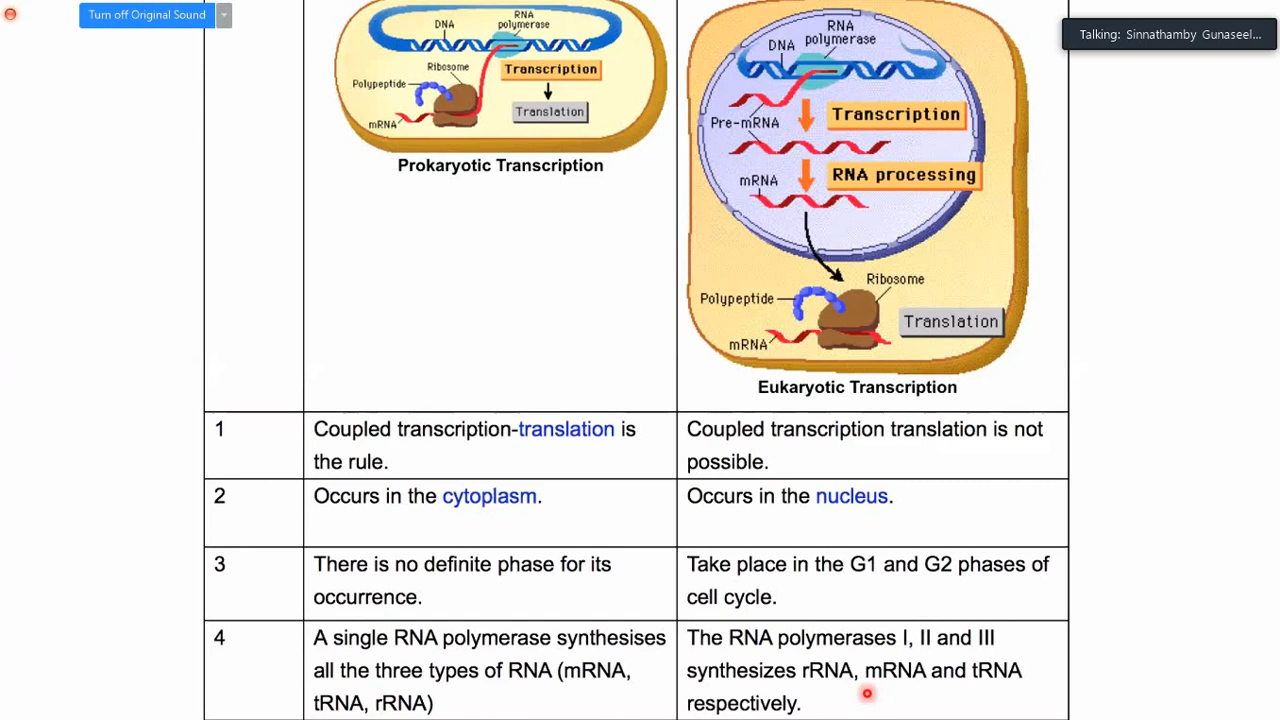 Turn off Original Sound
Talking: Sinnathamby Gunaseel...
DNA
RNA
polymerase
Ribosome
Polypeptide
Transcription
Translation
mRNA
Prokaryotic Transcription
RNA
polymerase
DNA
Pre-mRNA
Transcription
RNA processing
mRNA
Ribosome
Polypeptide
Translation
mRNA
Eukaryotic Transcription
1
Coupled transcription-translation is
the rule.
Coupled transcription translation is not
possible.
2
Occurs in the cytoplasm.
Occurs in the nucleus.
3
There is no definite phase for its
occurrence.
Take place in the G1 and G2 phases of
cell cycle.
4
A single RNA polymerase synthesises
all the three types of RNA (mRNA,
tRNA, rRNA)
The RNA polymerases I, II and III
synthesizes rRNA, mRNA and tRNA
respectively.